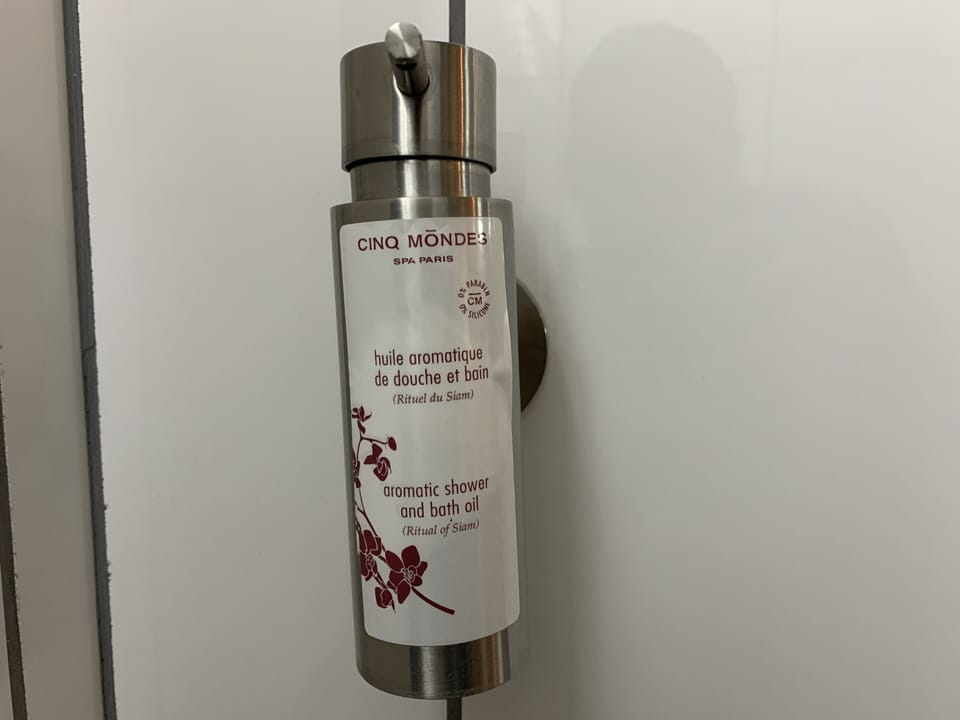 CINQ MŌNDES
SPA PARIS
0% PARABEN
CM
0% SILICONE
huile aromatique
de douche et bain
(Rituel du Siam)
aromatic shower
and bath oil
(Ritual of Siam)